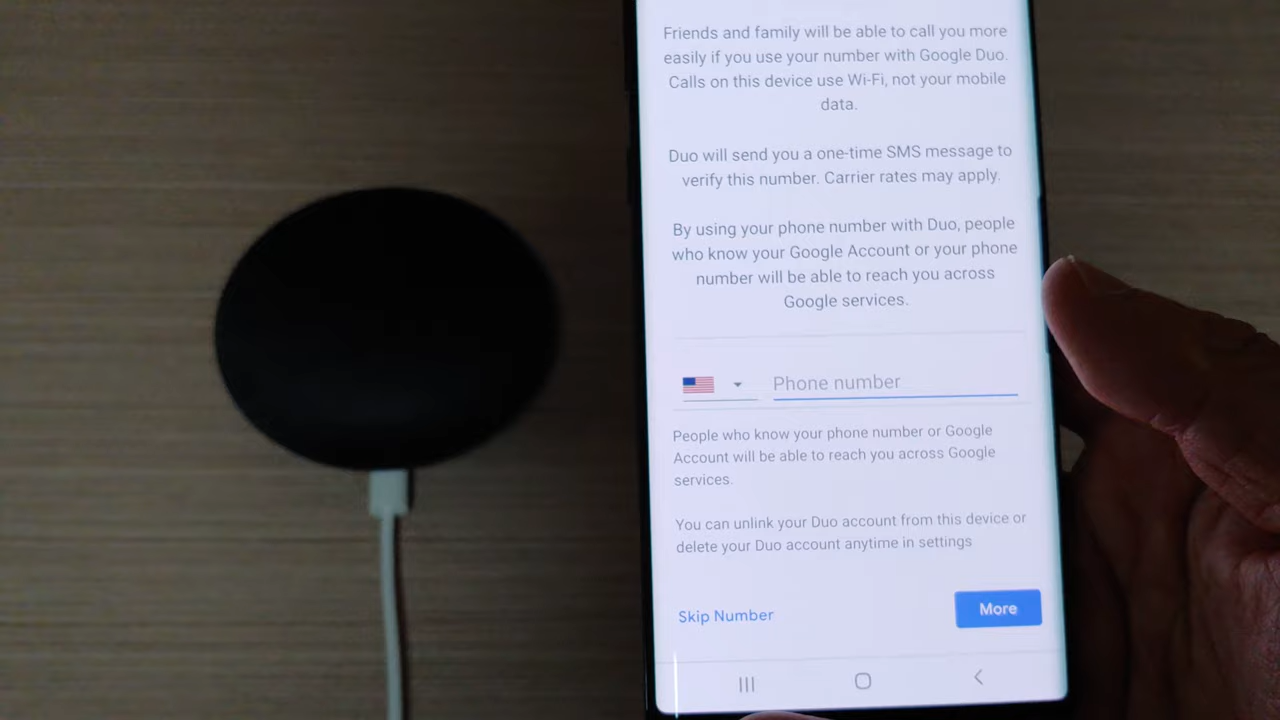 Friends and family will be able to call you more
easily if you use your number with Google Duo.
Calls on this device use Wi-Fi, not your mobile
data.
Duo will send you a one-time SMS message to
verify this number. Carrier rates may apply.
By using your phone number with Duo, people
who know your Google Account or your phone
number will be able to reach you across
Google services.
Phone number
People who know your phone number or Google
Account will be able to reach you across Google
services.
You can unlink your Duo account from this device or
delete your Duo account anytime in settings
Skip Number
More